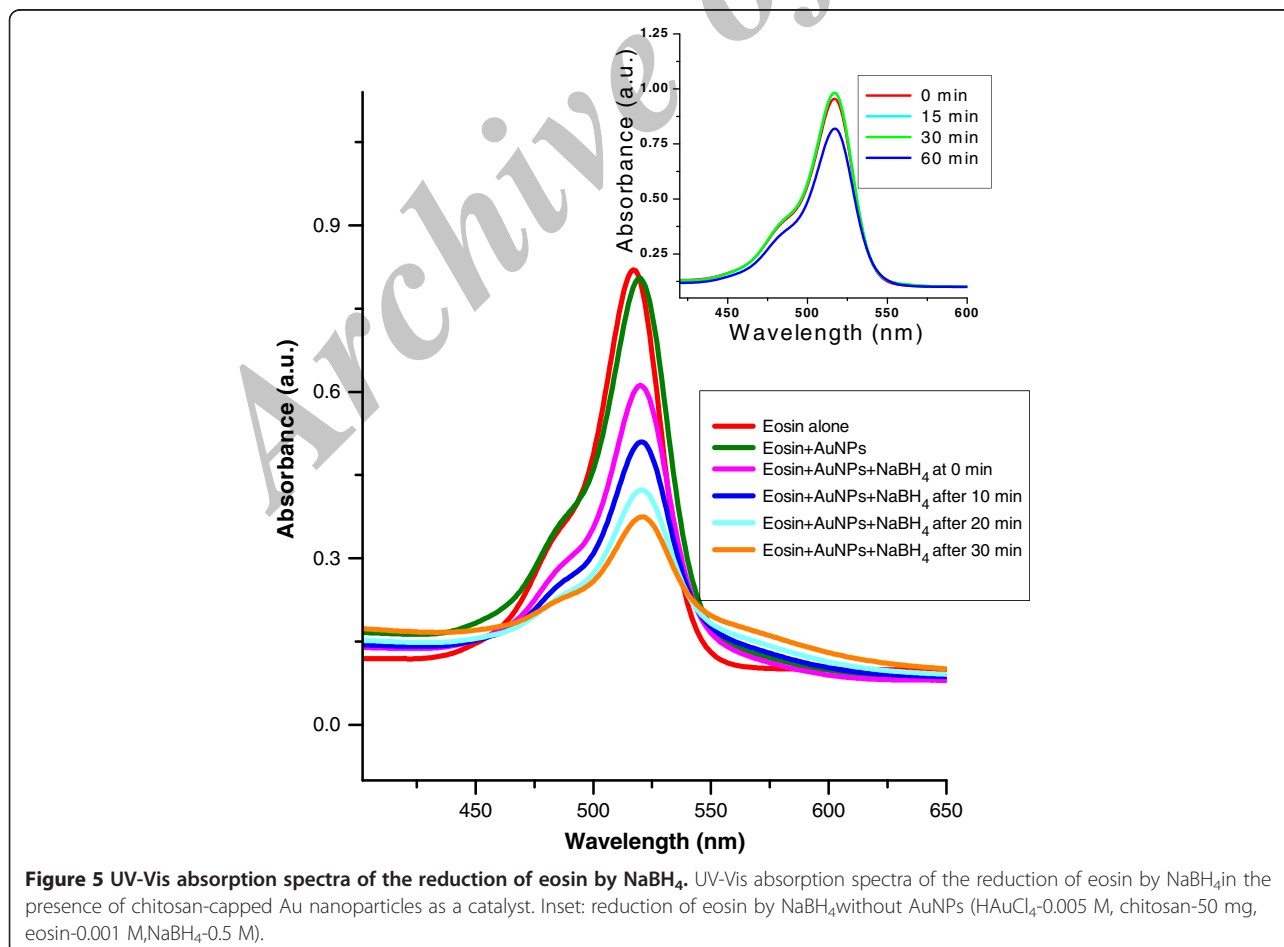 Archive of
1.25
1.00
0.75
0.50
0.25
Absorbance (a.u.)
0 min
15 min
30 min
60 min
450
500
550
600
Wavelength (nm)
0.9
0.6
0.3
0.0
Absorbance (a.u.)
Eosin alone
Eosin+AuNPs
Eosin+AuNPs+NaBH₄ at 0 min
Eosin+AuNPs+NaBH₄ after 10 min
Eosin+AuNPs+NaBH₄ after 20 min
Eosin+AuNPs+NaBH₄ after 30 min
450
500
550
600
650
Wavelength (nm)
Figure 5 UV-Vis absorption spectra of the reduction of eosin by NaBH₄. UV-Vis absorption spectra of the reduction of eosin by NaBH₄in the
presence of chitosan-capped Au nanoparticles as a catalyst. Inset: reduction of eosin by NaBH₄without AuNPs (HAuCl₄-0.005 M, chitosan-50 mg,
eosin-0.001 M,NaBH₄-0.5 M).